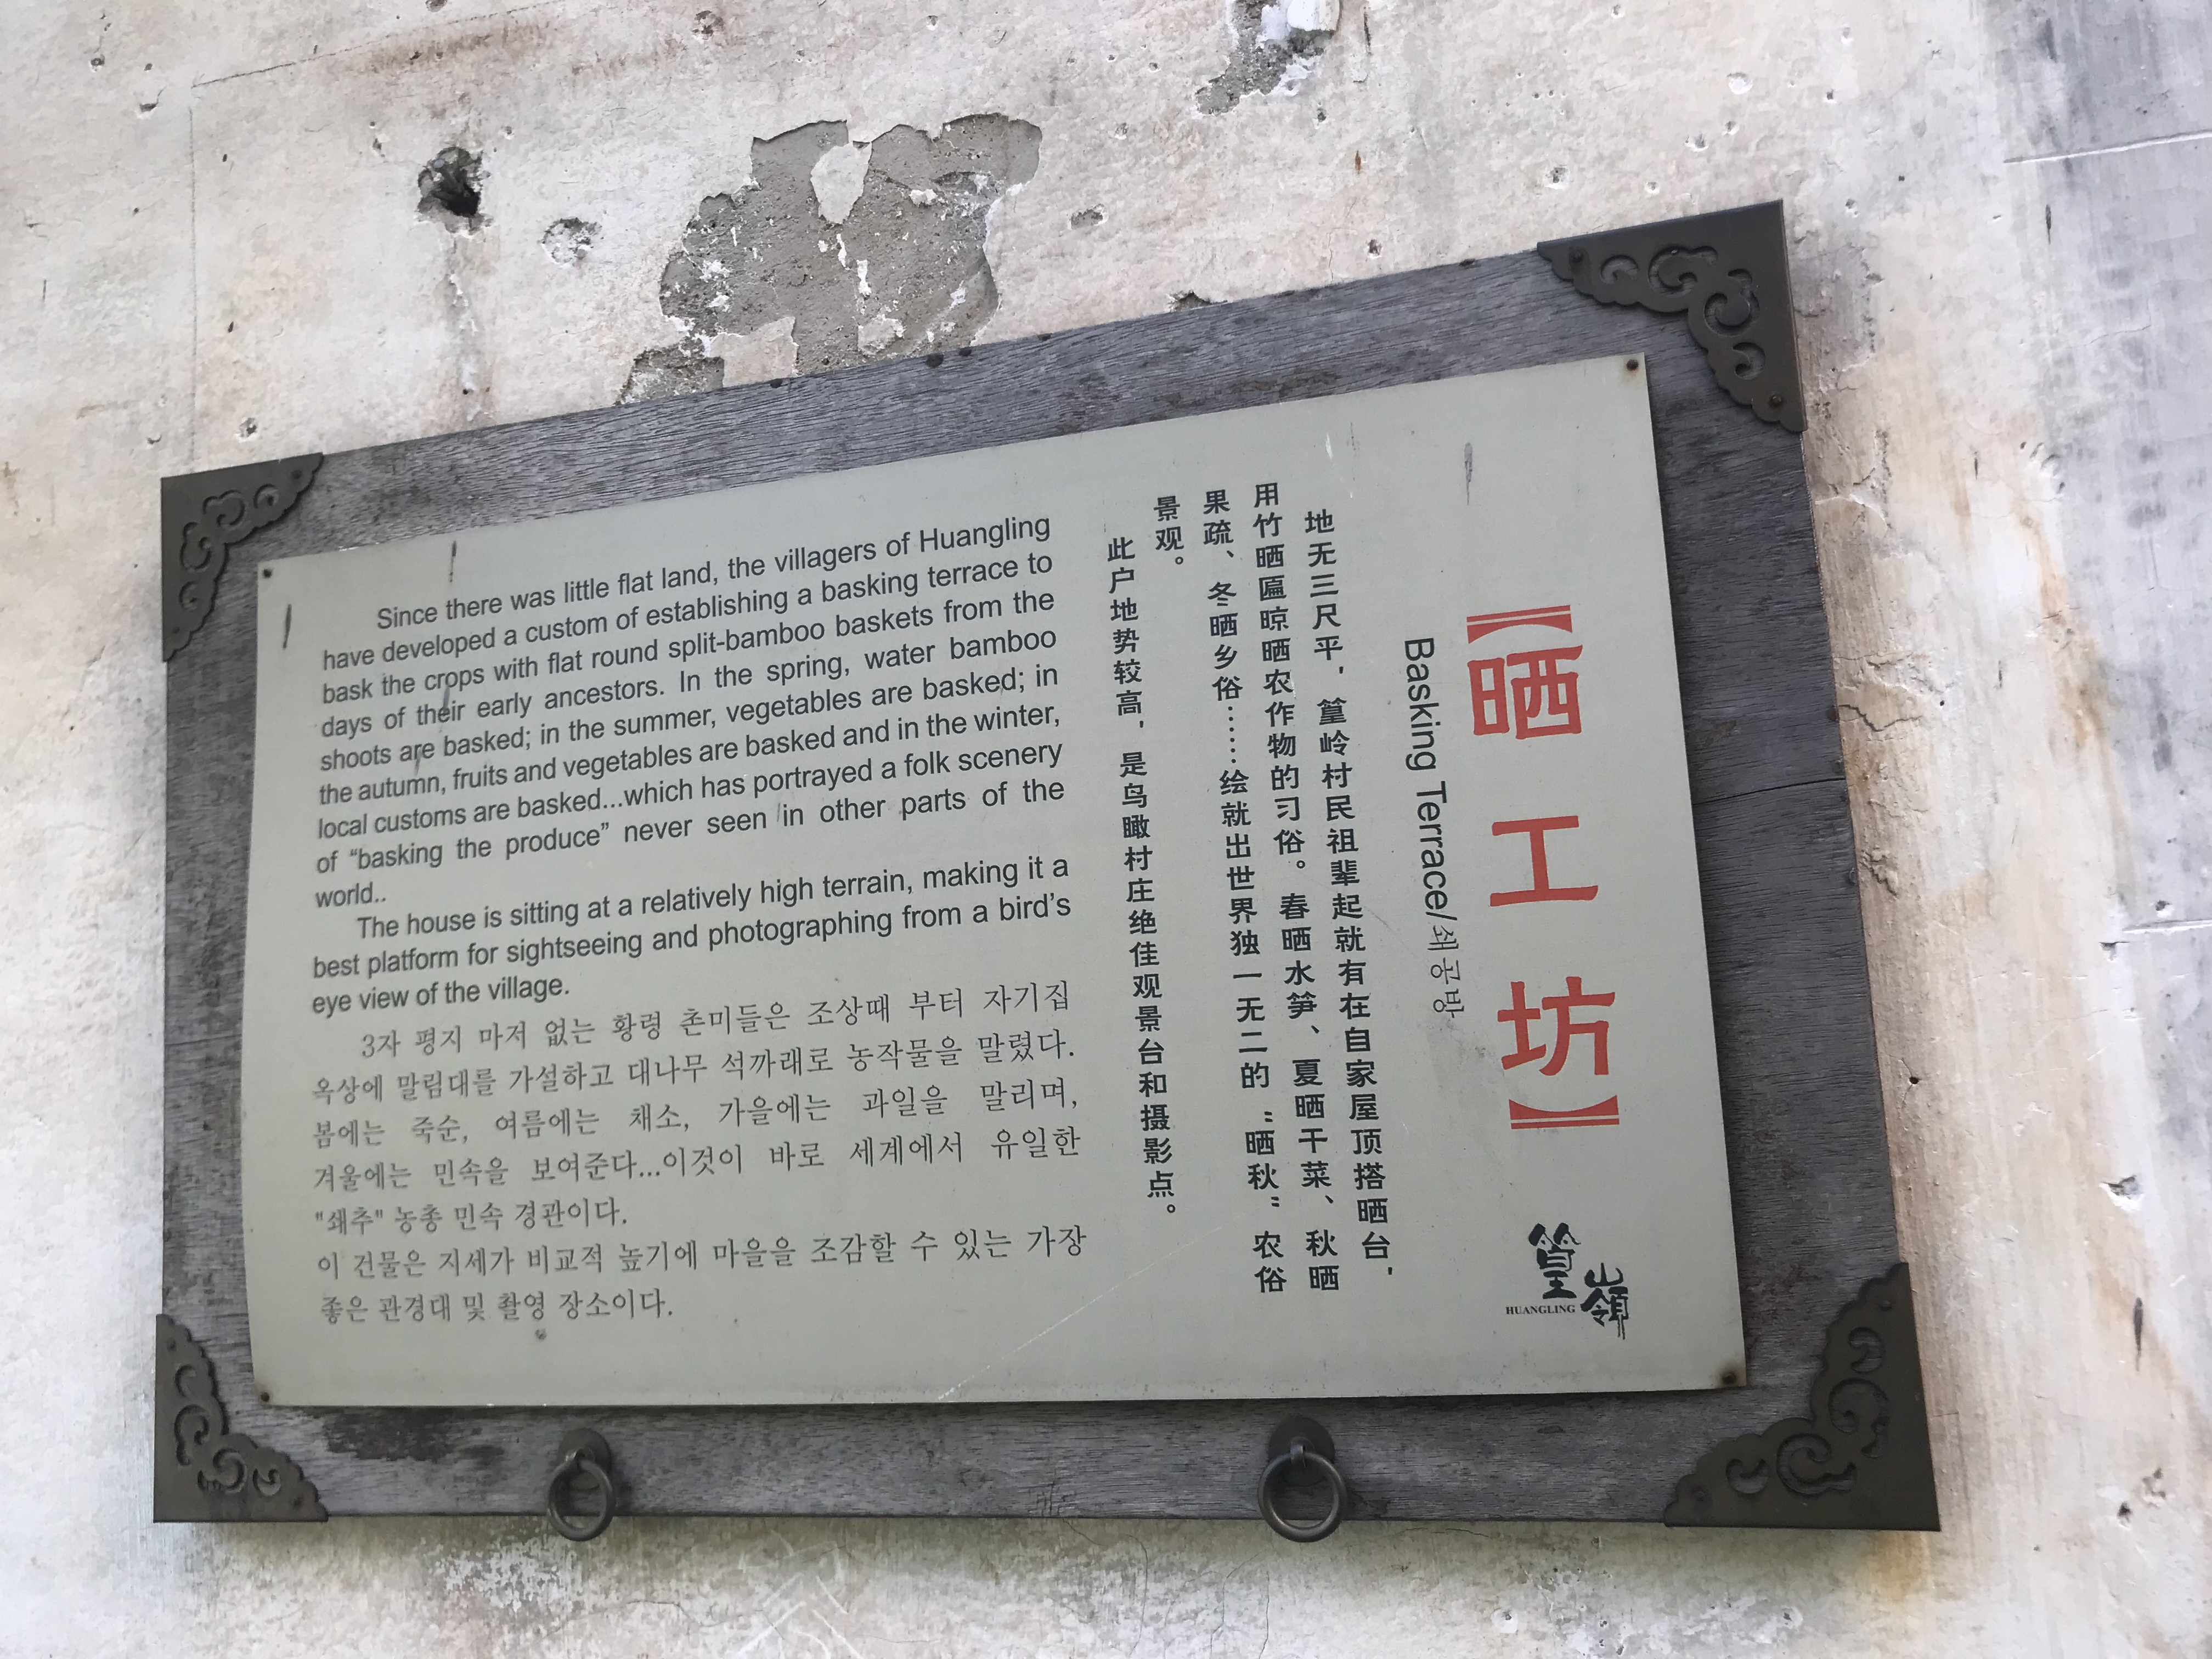 【晒工坊】
Basking Terrace/쇄공방
地无三尺平，篁岭村民祖辈起就有在自家屋顶搭晒台，
用竹晒匾晾晒农作物的习俗。春晒水笋、夏晒干菜、秋晒
果疏、冬晒乡俗……绘就出世界独一无二的“晒秋”农俗
景观。
此户地势较高，是鸟瞰村庄绝佳观景台和摄影点。
Since there was little flat land, the villagers of Huangling
have developed a custom of establishing a basking terrace to
bask the crops with flat round split-bamboo baskets from the
days of their early ancestors. In the spring, water bamboo
shoots are basked; in the summer, vegetables are basked; in
the autumn, fruits and vegetables are basked and in the winter,
local customs are basked...which has portrayed a folk scenery
of “basking the produce” never seen in other parts of the
world..
The house is sitting at a relatively high terrain, making it a
best platform for sightseeing and photographing from a bird’s
eye view of the village.
3자 평지 마저 없는 황령 촌미들은 조상때 부터 자기집
옥상에 말림대를 가설하고 대나무 석까래로 농작물을 말렸다.
봄에는 죽순, 여름에는 채소, 가을에는 과일을 말리며,
겨울에는 민속을 보여준다...이것이 바로 세계에서 유일한
"쇄추" 농총 민속 경관이다.
이 건물은 지세가 비교적 높기에 마을을 조감할 수 있는 가장
좋은 관경대 및 촬영 장소이다.
篁嶺
HUANGLING